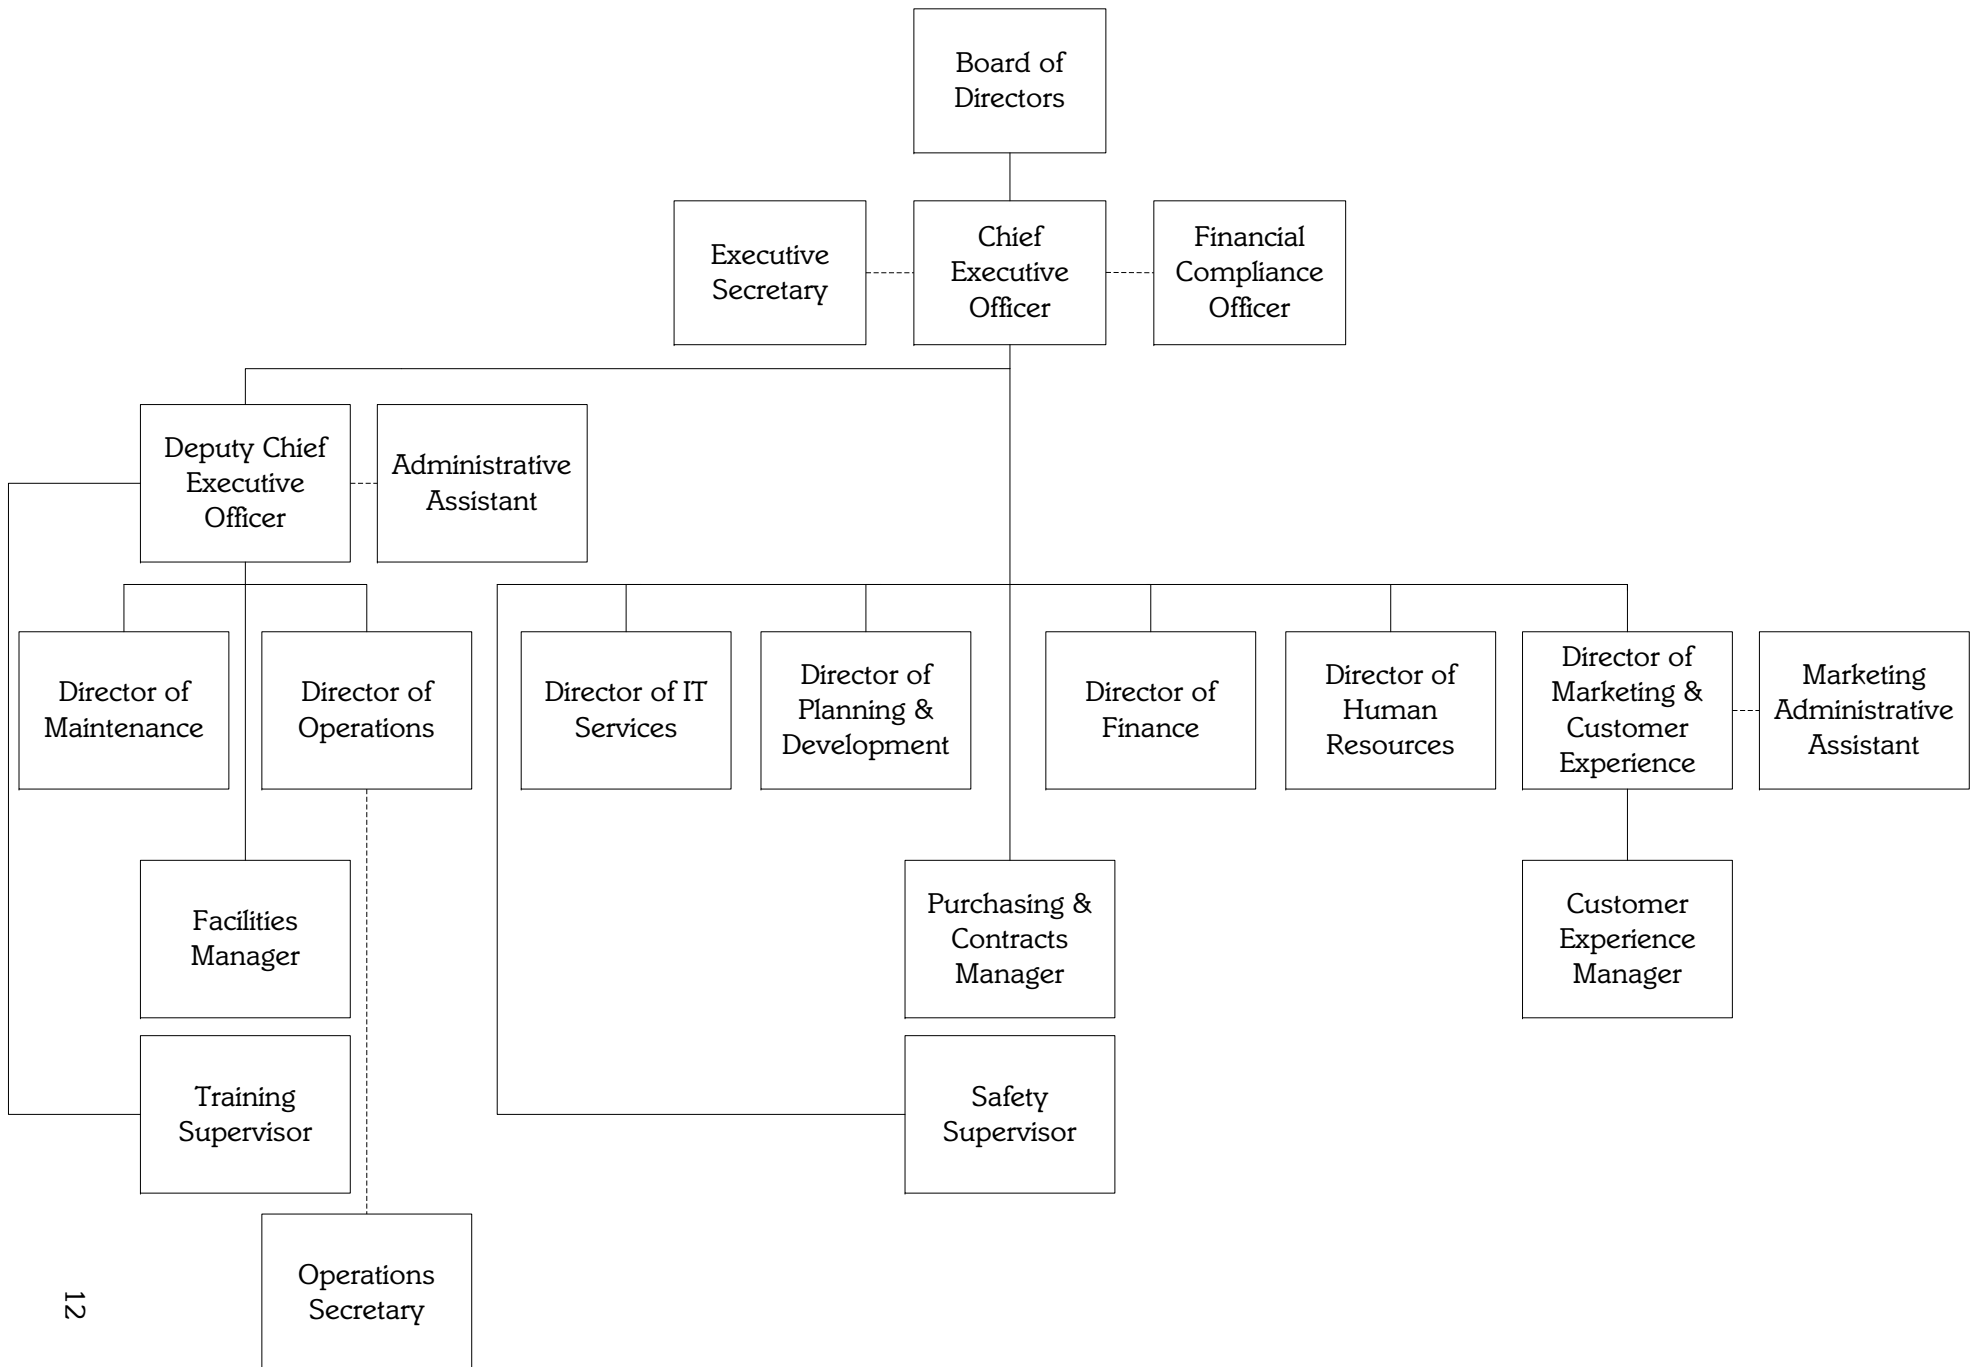 Board of
Directors
Executive
Secretary
Chief
Executive
Officer
Financial
Compliance
Officer
Deputy Chief
Executive
Officer
Administrative
Assistant
Director of
Maintenance
Director of
Operations
Director of IT
Services
Director of
Planning &
Development
Director of
Finance
Director of
Human
Resources
Director of
Marketing &
Customer
Experience
Marketing
Administrative
Assistant
Facilities
Manager
Purchasing &
Contracts
Manager
Customer
Experience
Manager
Training
Supervisor
Safety
Supervisor
Operations
Secretary
12